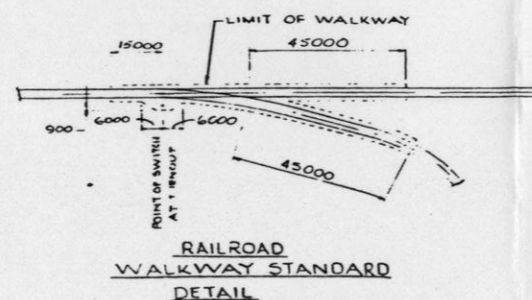 LIMIT OF WALKWAY
15000
45000
900
6000
6000
POINT OF SWITCH
AT TURNOUT
45000
RAILROAD
WALKWAY STANDARD
DETAIL